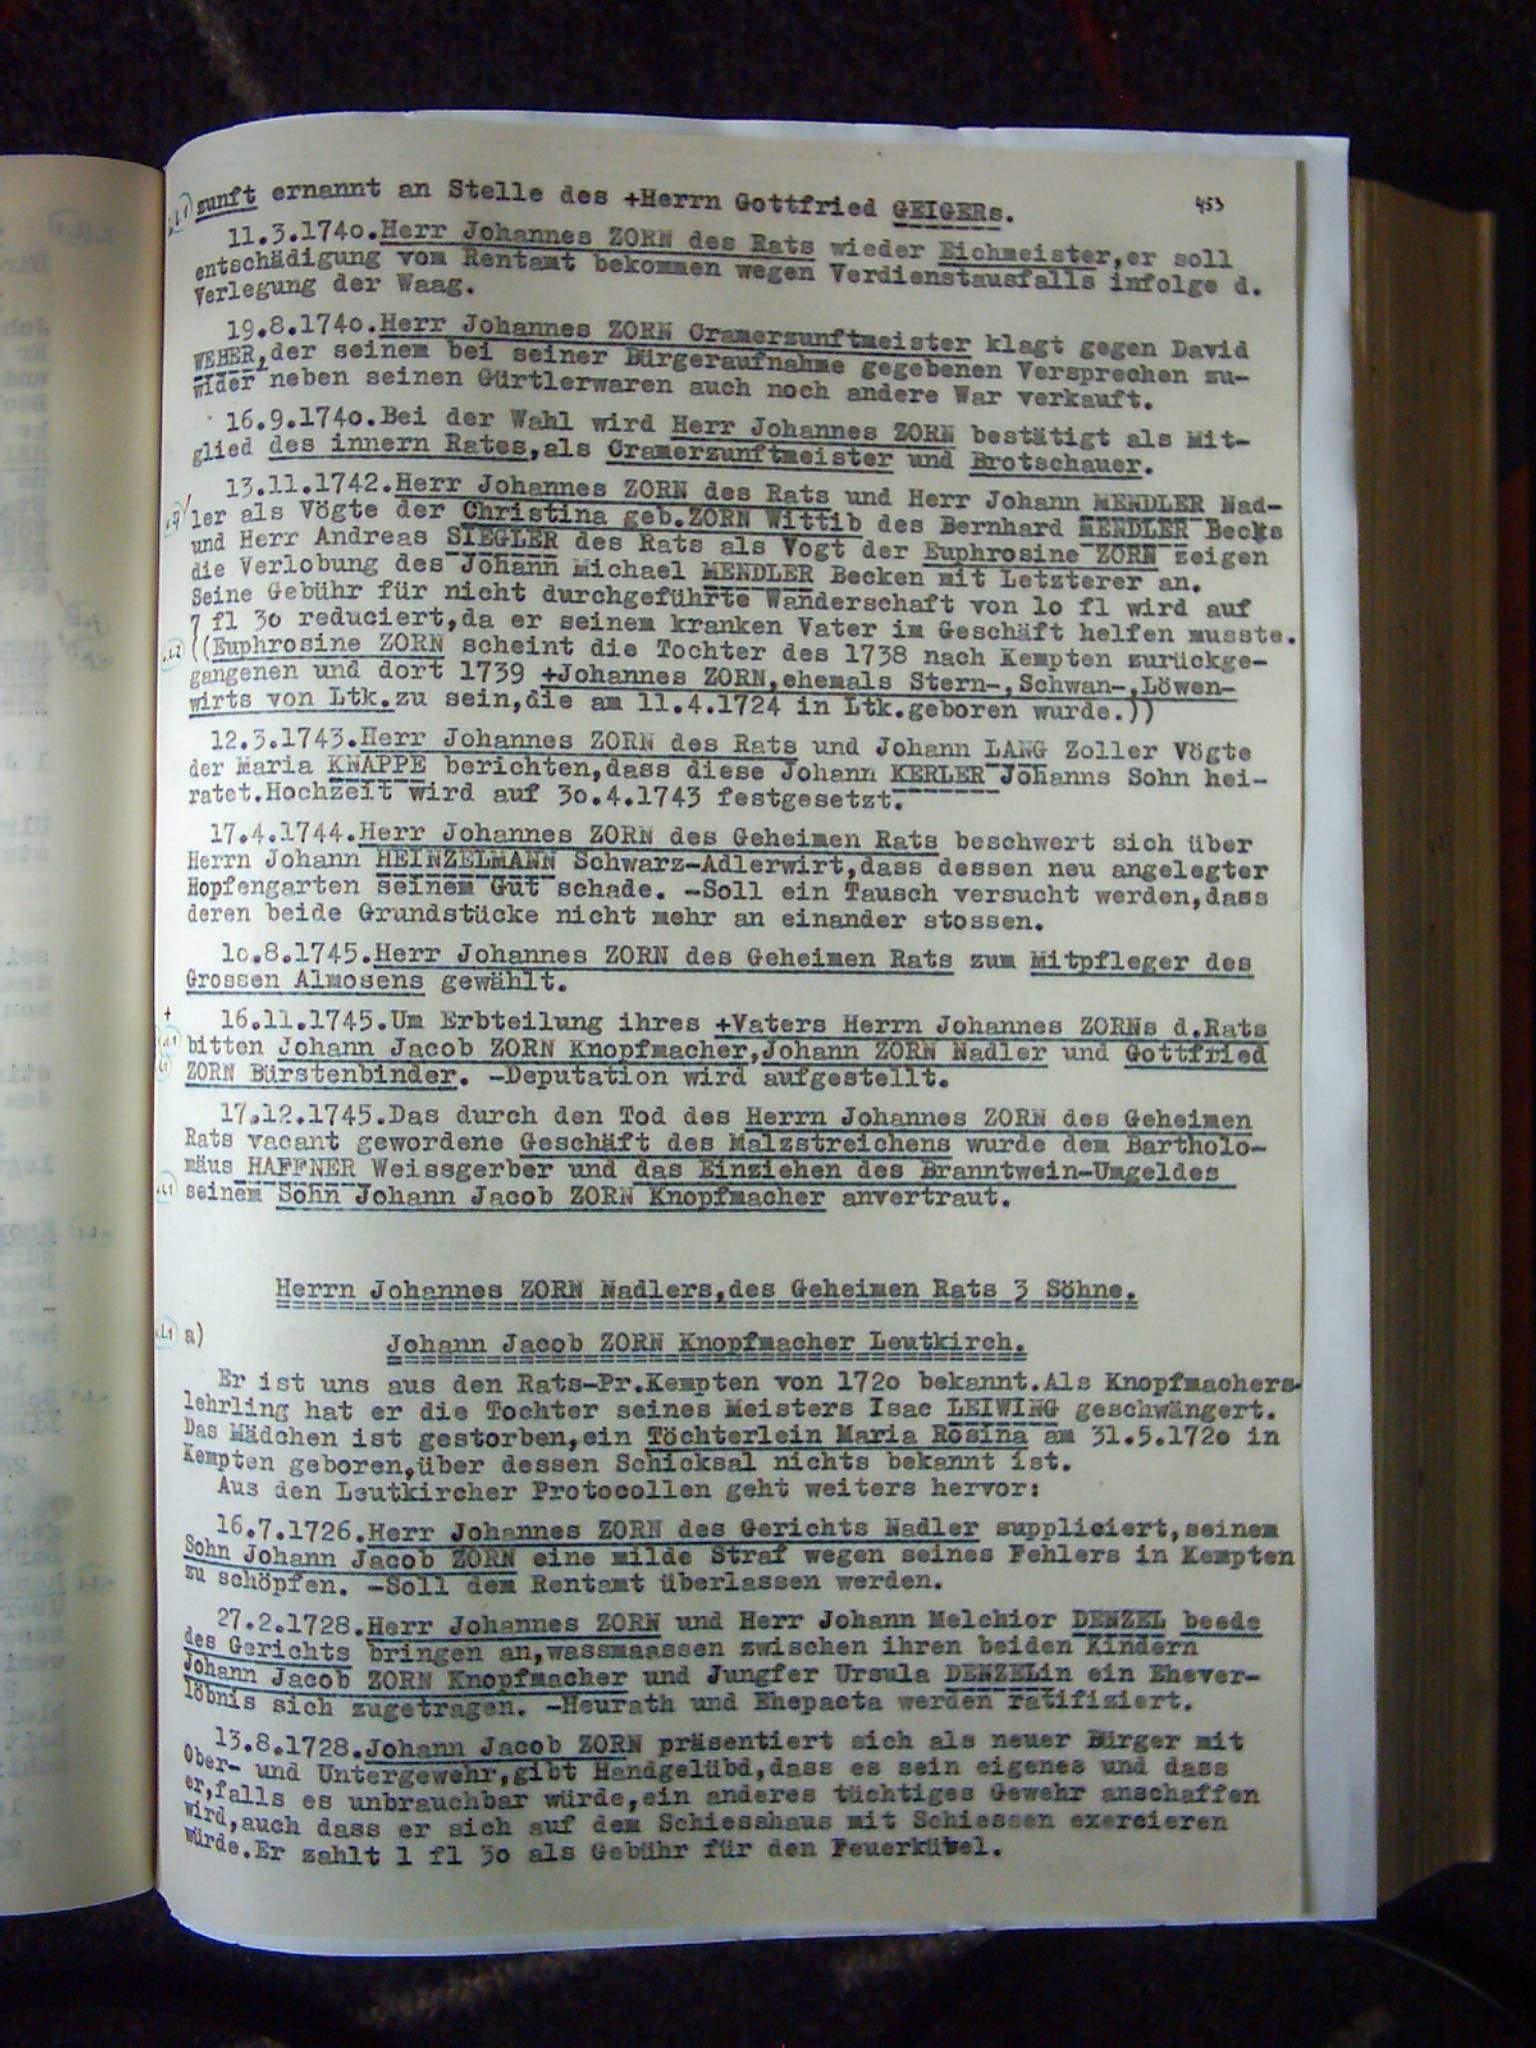 zunft ernannt an Stelle des +Herrn Gottfried GEIGERs.
453
11.3.174o.Herr Johannes ZORN des Rats wieder Eichmeister,er soll
entschädigung vom Rentamt bekommen wegen Verdienstausfalls infolge d.
Verlegung der Waag.
19.8.174o.Herr Johannes ZORN Cramerzunftmeister klagt gegen David
WEHER,der seinem bei seiner Bürgeraufnahme gegebenen Versprechen zu-
wider neben seinen Gürtlerwaren auch noch andere War verkauft.
16.9.174o.Bei der Wahl wird Herr Johannes ZORN bestätigt als Mit-
glied des innern Rates,als Cramerzunftmeister und Brotschauer.
13.11.1742.Herr Johannes ZORN des Rats und Herr Johann MENDLER Nad-
ler als Vögte der Christina geb.ZORN Wittib des Bernhard MENDLER Becks
und Herr Andreas SIEGLER des Rats als Vogt der Euphrosine ZORN zeigen
die Verlobung des Johann Michael MENDLER Becken mit Letzterer an.
Seine Gebühr für nicht durchgeführte Wanderschaft von lo fl wird auf
7 fl 3o reduciert,da er seinem kranken Vater im Geschäft helfen musste.
((Euphrosine ZORN scheint die Tochter des 1738 nach Kempten zurückge-
gangenen und dort 1739 +Johannes ZORN,ehemals Stern-,Schwan-,Löwen-
wirts von Ltk.zu sein,die am 11.4.1724 in Ltk.geboren wurde.))
12.3.1743.Herr Johannes ZORN des Rats und Johann LANG Zoller Vögte
der Maria KNAPPE berichten,dass diese Johann KERLER Johanns Sohn hei-
ratet.Hochzeit wird auf 3o.4.1743 festgesetzt.
17.4.1744.Herr Johannes ZORN des Geheimen Rats beschwert sich über
Herrn Johann HEINZELMANN Schwarz-Adlerwirt,dass dessen neu angelegter
Hopfengarten seinem Gut schade. -Soll ein Tausch versucht werden,dass
deren beide Grundstücke nicht mehr an einander stossen.
lo.8.1745.Herr Johannes ZORN des Geheimen Rats zum Mitpfleger des
Grossen Almosens gewählt.
16.11.1745.Um Erbteilung ihres +Vaters Herrn Johannes ZORNs d.Rats
bitten Johann Jacob ZORN Knopfmacher,Johann ZORN Nadler und Gottfried
ZORN Bürstenbinder. -Deputation wird aufgestellt.
17.12.1745.Das durch den Tod des Herrn Johannes ZORN des Geheimen
Rats vacant gewordene Geschäft des Malzstreichens wurde dem Bartholo-
mäus HAFFNER Weissgerber und das Einziehen des Branntwein-Umgeldes
seinem Sohn Johann Jacob ZORN Knopfmacher anvertraut.
Herrn Johannes ZORN Nadlers,des Geheimen Rats 3 Söhne.
a)
Johann Jacob ZORN Knopfmacher Leutkirch.
Er ist uns aus den Rats-Pr.Kempten von 172o bekannt.Als Knopfmachers-
lehrling hat er die Tochter seines Meisters Isac LEIWING geschwängert.
Das Mädchen ist gestorben,ein Töchterlein Maria Rosina am 31.5.172o in
Kempten geboren,über dessen Schicksal nichts bekannt ist.
Aus den Leutkircher Protocollen geht weiters hervor:
16.7.1726.Herr Johannes ZORN des Gerichts Nadler suppliciert,seinem
Sohn Johann Jacob ZORN eine milde Straf wegen seines Fehlers in Kempten
zu schöpfen. -Soll dem Rentamt überlassen werden.
27.2.1728.Herr Johannes ZORN und Herr Johann Melchior DENZEL beede
des Gerichts bringen an,wassmaassen zwischen ihren beiden Kindern
Johann Jacob ZORN Knopfmacher und Jungfer Ursula DENZELin ein Ehever-
löbnis sich zugetragen. -Heurath und Ehepacta werden ratifiziert.
13.8.1728.Johann Jacob ZORN präsentiert sich als neuer Bürger mit
Ober- und Untergewehr,gibt Handgelübd,dass es sein eigenes und dass
er,falls es unbrauchbar würde,ein anderes tüchtiges Gewehr anschaffen
wird,auch dass er sich auf dem Schiesshaus mit Schiessen exercieren
würde.Er zahlt 1 fl 3o als Gebühr für den Feuerkübel.